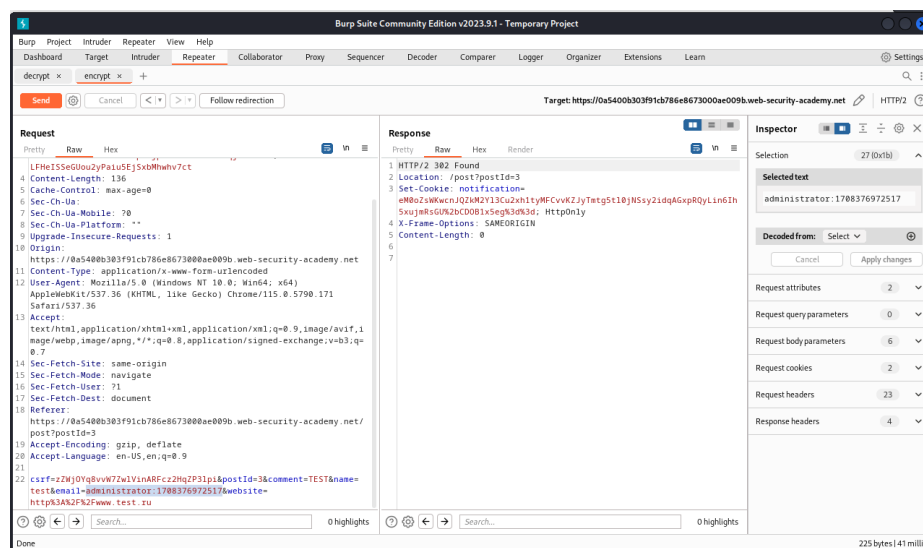 Burp Suite Community Edition v2023.9.1 - Temporary Project
Burp Project Intruder Repeater View Help
Dashboard Target Intruder Repeater Collaborator Proxy Sequencer Decoder Comparer Logger Organizer Extensions Learn Settings
decrypt × encrypt × +
Send Cancel < > Follow redirection Target: https://0a5400b303f91cb786e8673000ae009b.web-security-academy.net HTTP/2
Request
Pretty Raw Hex \n
LFHeISSeGUou2yPaiu5EjSxbMhwhv7ct
4 Content-Length: 136
5 Cache-Control: max-age=0
6 Sec-Ch-Ua:
7 Sec-Ch-Ua-Mobile: ?0
8 Sec-Ch-Ua-Platform: ""
9 Upgrade-Insecure-Requests: 1
10 Origin:
https://0a5400b303f91cb786e8673000ae009b.web-security-academy.net
11 Content-Type: application/x-www-form-urlencoded
12 User-Agent: Mozilla/5.0 (Windows NT 10.0; Win64; x64)
AppleWebKit/537.36 (KHTML, like Gecko) Chrome/115.0.5790.171
Safari/537.36
13 Accept:
text/html,application/xhtml+xml,application/xml;q=0.9,image/avif,i
mage/webp,image/apng,*/*;q=0.8,application/signed-exchange;v=b3;q=
0.7
14 Sec-Fetch-Site: same-origin
15 Sec-Fetch-Mode: navigate
16 Sec-Fetch-User: ?1
17 Sec-Fetch-Dest: document
18 Referer:
https://0a5400b303f91cb786e8673000ae009b.web-security-academy.net/
post?postId=3
19 Accept-Encoding: gzip, deflate
20 Accept-Language: en-US,en;q=0.9
21
22 csrf=zZWjOYq8vvW7ZwlVinARFcz2HqZP3lpi&postId=3&comment=TEST&name=
test&email=administrator:1708376972517&website=
http%3A%2F%2Fwww.test.ru
Search... 0 highlights
Response
Pretty Raw Hex Render \n
1 HTTP/2 302 Found
2 Location: /post?postId=3
3 Set-Cookie: notification=
eM0oZsWKwcnJQZkM2Yl3Cu2xh1tyMFCvvKZJyTmtg5t10jNSsy2idqAGxpRQyLin6Ih
5xujmRsGU%2bCDOB1x5eg%3d%3d; HttpOnly
4 X-Frame-Options: SAMEORIGIN
5 Content-Length: 0
6
7
Search... 0 highlights
Inspector
Selection 27 (0x1b)
Selected text
administrator:1708376972517
Decoded from: Select
Cancel Apply changes
Request attributes 2
Request query parameters 0
Request body parameters 6
Request cookies 2
Request headers 23
Response headers 4
Done 225 bytes | 41 milli